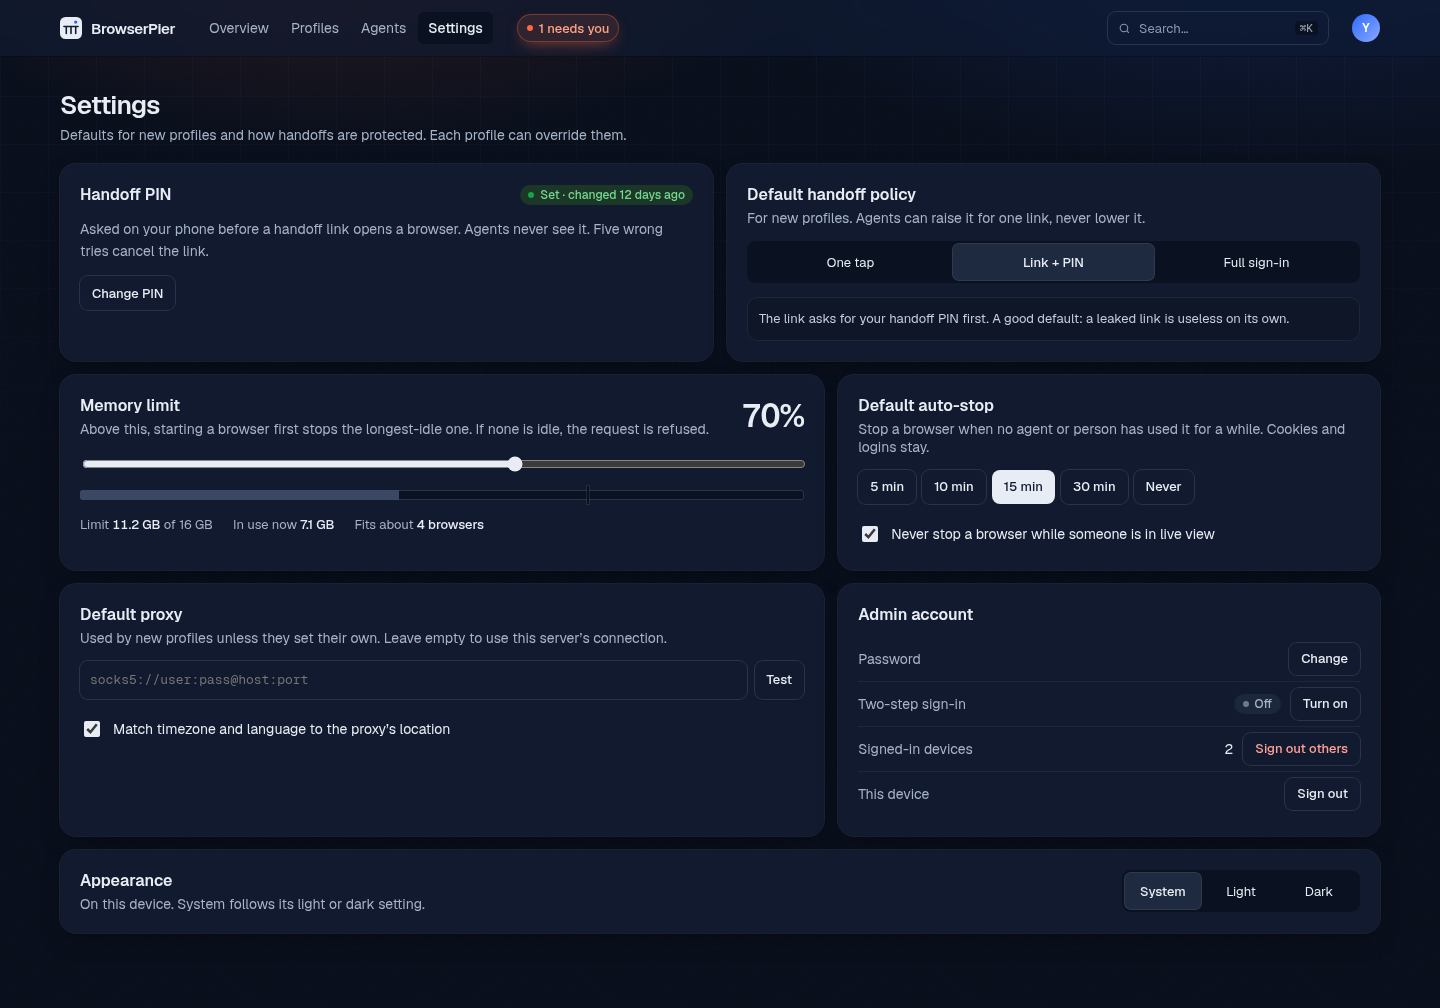 BrowserPier
Overview
Profiles
Agents
Settings
1 needs you
Search…
⌘K
Y
Settings
Defaults for new profiles and how handoffs are protected. Each profile can override them.
Handoff PIN
Set · changed 12 days ago
Asked on your phone before a handoff link opens a browser. Agents never see it. Five wrong
tries cancel the link.
Change PIN
Default handoff policy
For new profiles. Agents can raise it for one link, never lower it.
One tap
Link + PIN
Full sign-in
The link asks for your handoff PIN first. A good default: a leaked link is useless on its own.
Memory limit
70%
Above this, starting a browser first stops the longest-idle one. If none is idle, the request is refused.
Limit 11.2 GB of 16 GB
In use now 7.1 GB
Fits about 4 browsers
Default auto-stop
Stop a browser when no agent or person has used it for a while. Cookies and
logins stay.
5 min
10 min
15 min
30 min
Never
Never stop a browser while someone is in live view
Default proxy
Used by new profiles unless they set their own. Leave empty to use this server’s connection.
socks5://user:pass@host:port
Test
Match timezone and language to the proxy’s location
Admin account
Password
Change
Two-step sign-in
Off
Turn on
Signed-in devices
2
Sign out others
This device
Sign out
Appearance
On this device. System follows its light or dark setting.
System
Light
Dark